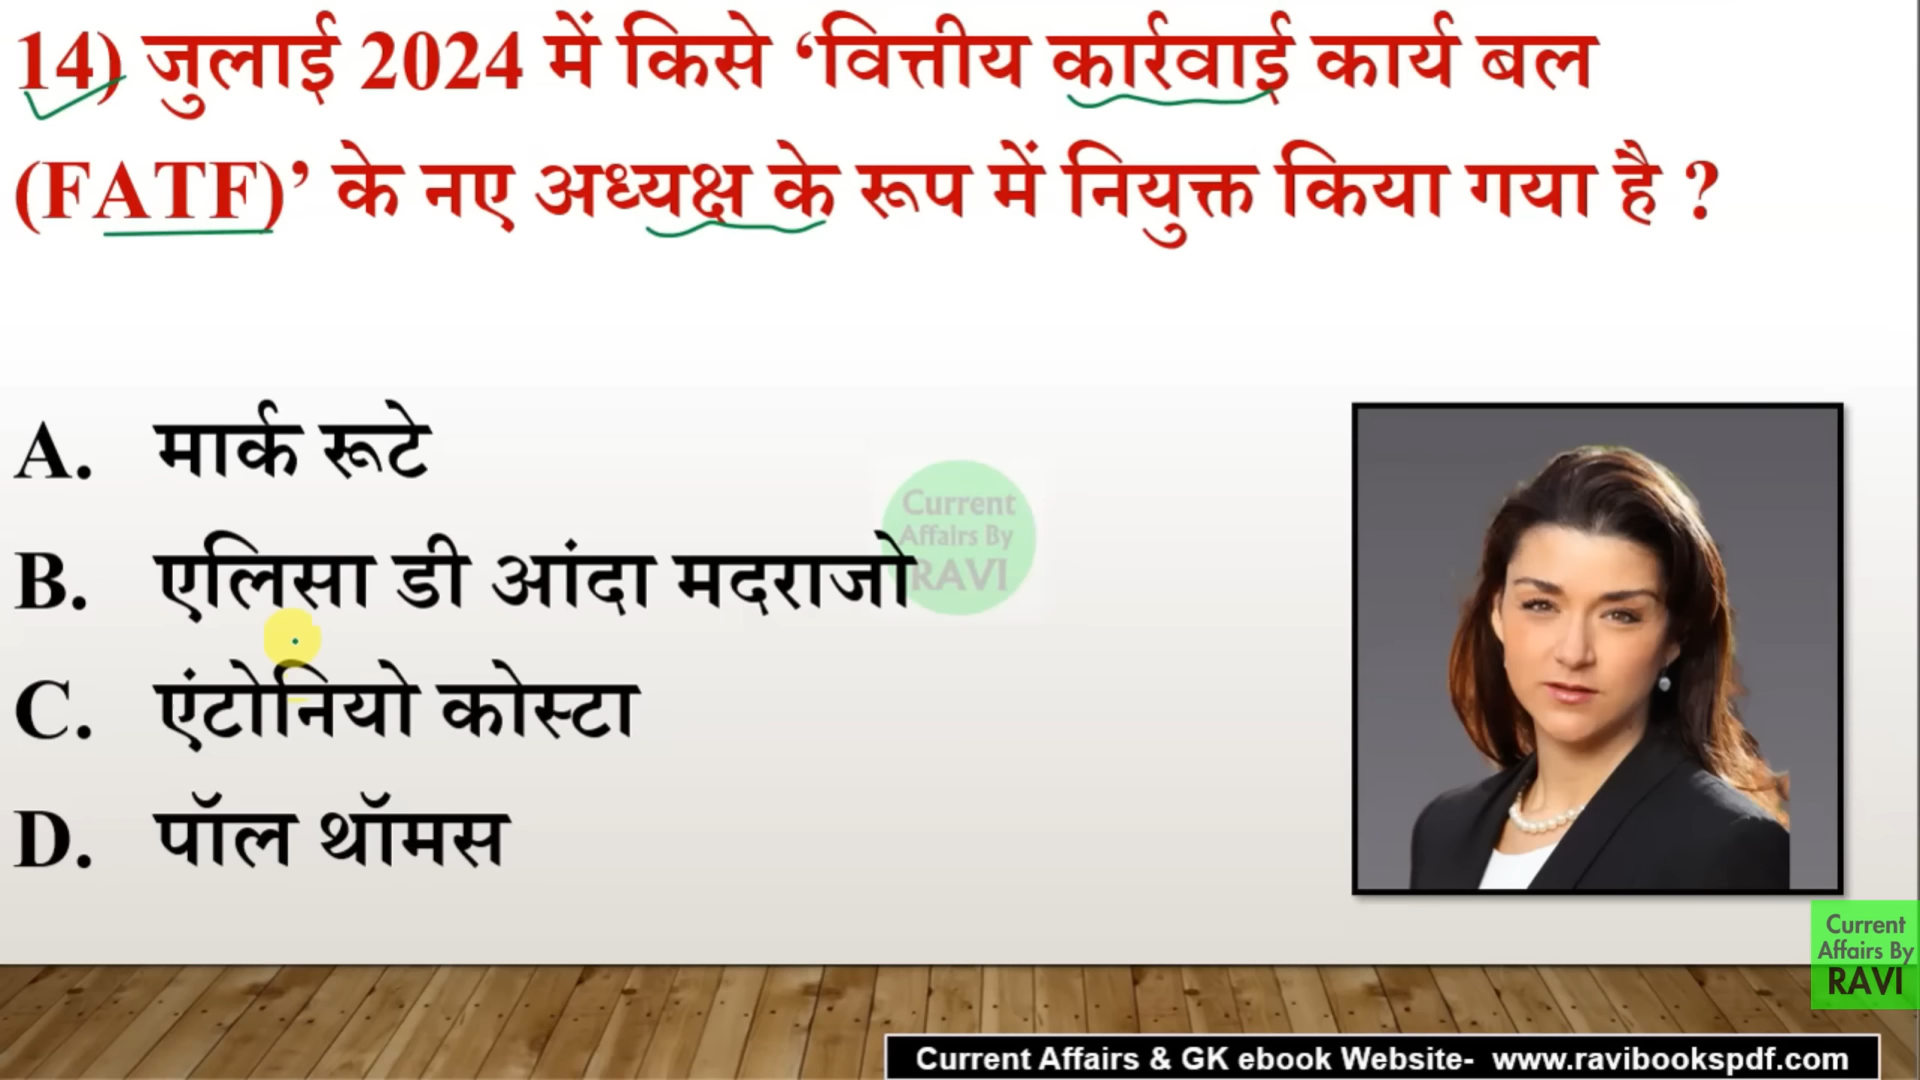 14) जुलाई 2024 में किसे ‘वित्तीय कार्रवाई कार्य बल
(FATF)’ के नए अध्यक्ष के रूप में नियुक्त किया गया है ?
A. मार्क रूटे
B. एलिसा डी आंदा मदराजो
C. एंटोनियो कोस्टा
D. पॉल थॉमस
Current
Affairs By
RAVI
Current
Affairs By
RAVI
Current Affairs & GK ebook Website- www.ravibookspdf.com